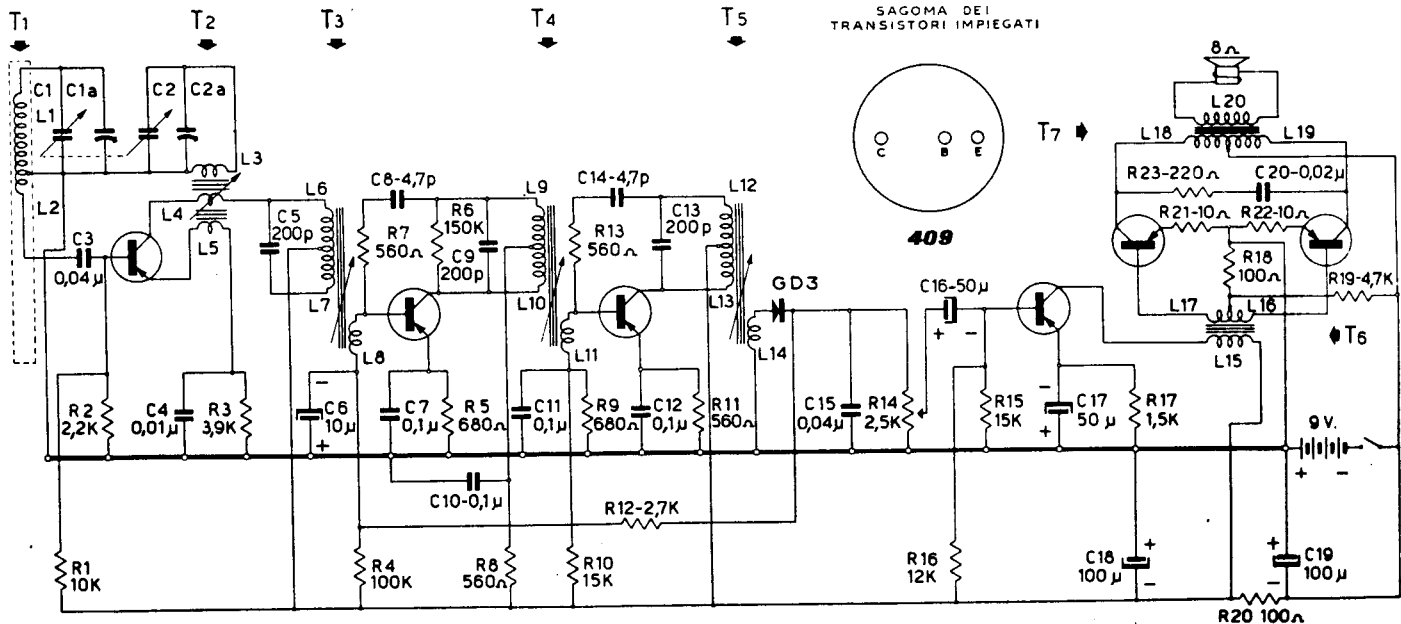 T1
T2
T3
T4
T5
SAGOMA DEI
TRANSISTORI IMPIEGATI
8Ω
C1 C1a C2 C2a
L1
L20
T7
L18 L19
C B E
L3
R23-220Ω C20-0,02μ
L2
L4
L5
L6
C8-4,7p
L9
C14-4,7p
L12
R21-10Ω R22-10Ω
C3
0,04μ
C5
200p
R7
560Ω
R6
150K
C9
200p
R13
560Ω
C13
200p
409
R18
100Ω
R19-4,7K
L7
L10
L13
GD3
C16-50μ
+ -
L17 L16
L8
L11
L14
L15
T6
R2
2,2K
C4
0,01μ
R3
3,9K
-
C6
10μ
+
C7
0,1μ
R5
680Ω
C11
0,1μ
R9
680Ω
C12
0,1μ
R11
560Ω
C15
0,04μ
R14
2,5K
R15
15K
-
C17
50μ
+
R17
1,5K
9V.
+ -
C10-0,1μ
R12-2,7K
R1
10K
R4
100K
R8
560Ω
R10
15K
R16
12K
+
C18
100μ
-
+
C19
100μ
-
R20 100Ω